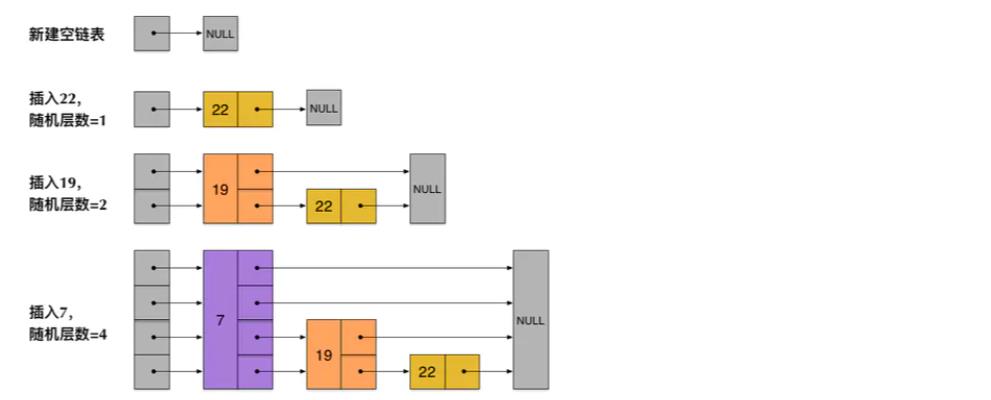 新建空链表
NULL
插入22，
随机层数=1
22
NULL
插入19，
随机层数=2
19
22
NULL
插入7，
随机层数=4
7
19
22
NULL